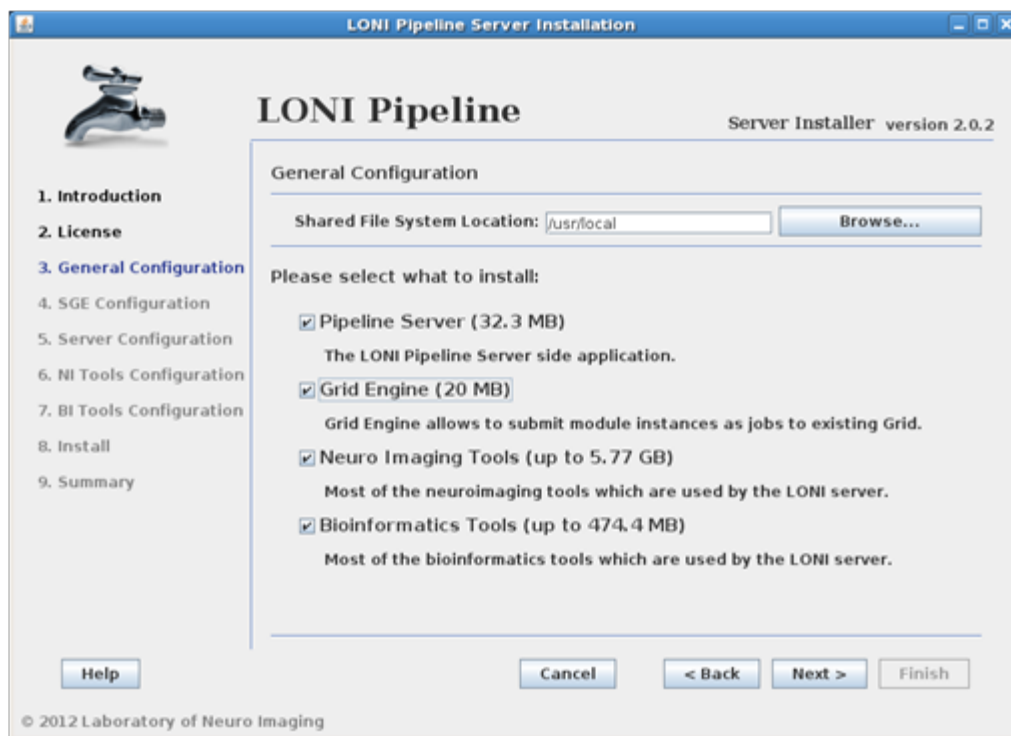 LONI Pipeline Server Installation
LONI Pipeline
Server Installer version 2.0.2
1. Introduction
2. License
3. General Configuration
4. SGE Configuration
5. Server Configuration
6. NI Tools Configuration
7. BI Tools Configuration
8. Install
9. Summary
General Configuration
Shared File System Location: /usr/local Browse...
Please select what to install:
Pipeline Server (32.3 MB)
The LONI Pipeline Server side application.
Grid Engine (20 MB)
Grid Engine allows to submit module instances as jobs to existing Grid.
Neuro Imaging Tools (up to 5.77 GB)
Most of the neuroimaging tools which are used by the LONI server.
Bioinformatics Tools (up to 474.4 MB)
Most of the bioinformatics tools which are used by the LONI server.
Help Cancel < Back Next > Finish
© 2012 Laboratory of Neuro Imaging